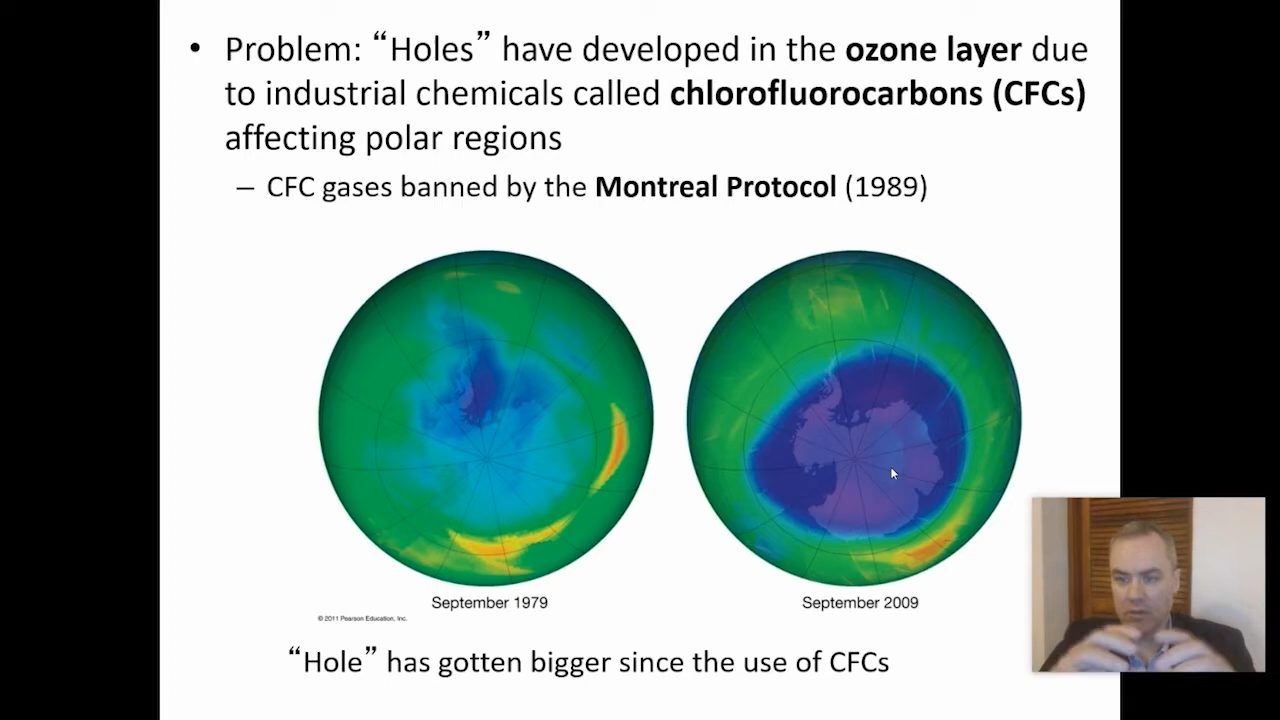 • Problem: “Holes” have developed in the ozone layer due
to industrial chemicals called chlorofluorocarbons (CFCs)
affecting polar regions
– CFC gases banned by the Montreal Protocol (1989)
September 1979
September 2009
© 2011 Pearson Education, Inc.
“Hole” has gotten bigger since the use of CFCs